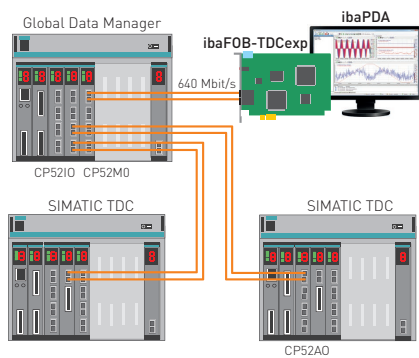 Global Data Manager
ibaPDA
ibaFOB-TDCexp
640 Mbit/s
CP52IO CP52M0
SIMATIC TDC
SIMATIC TDC
CP52A0